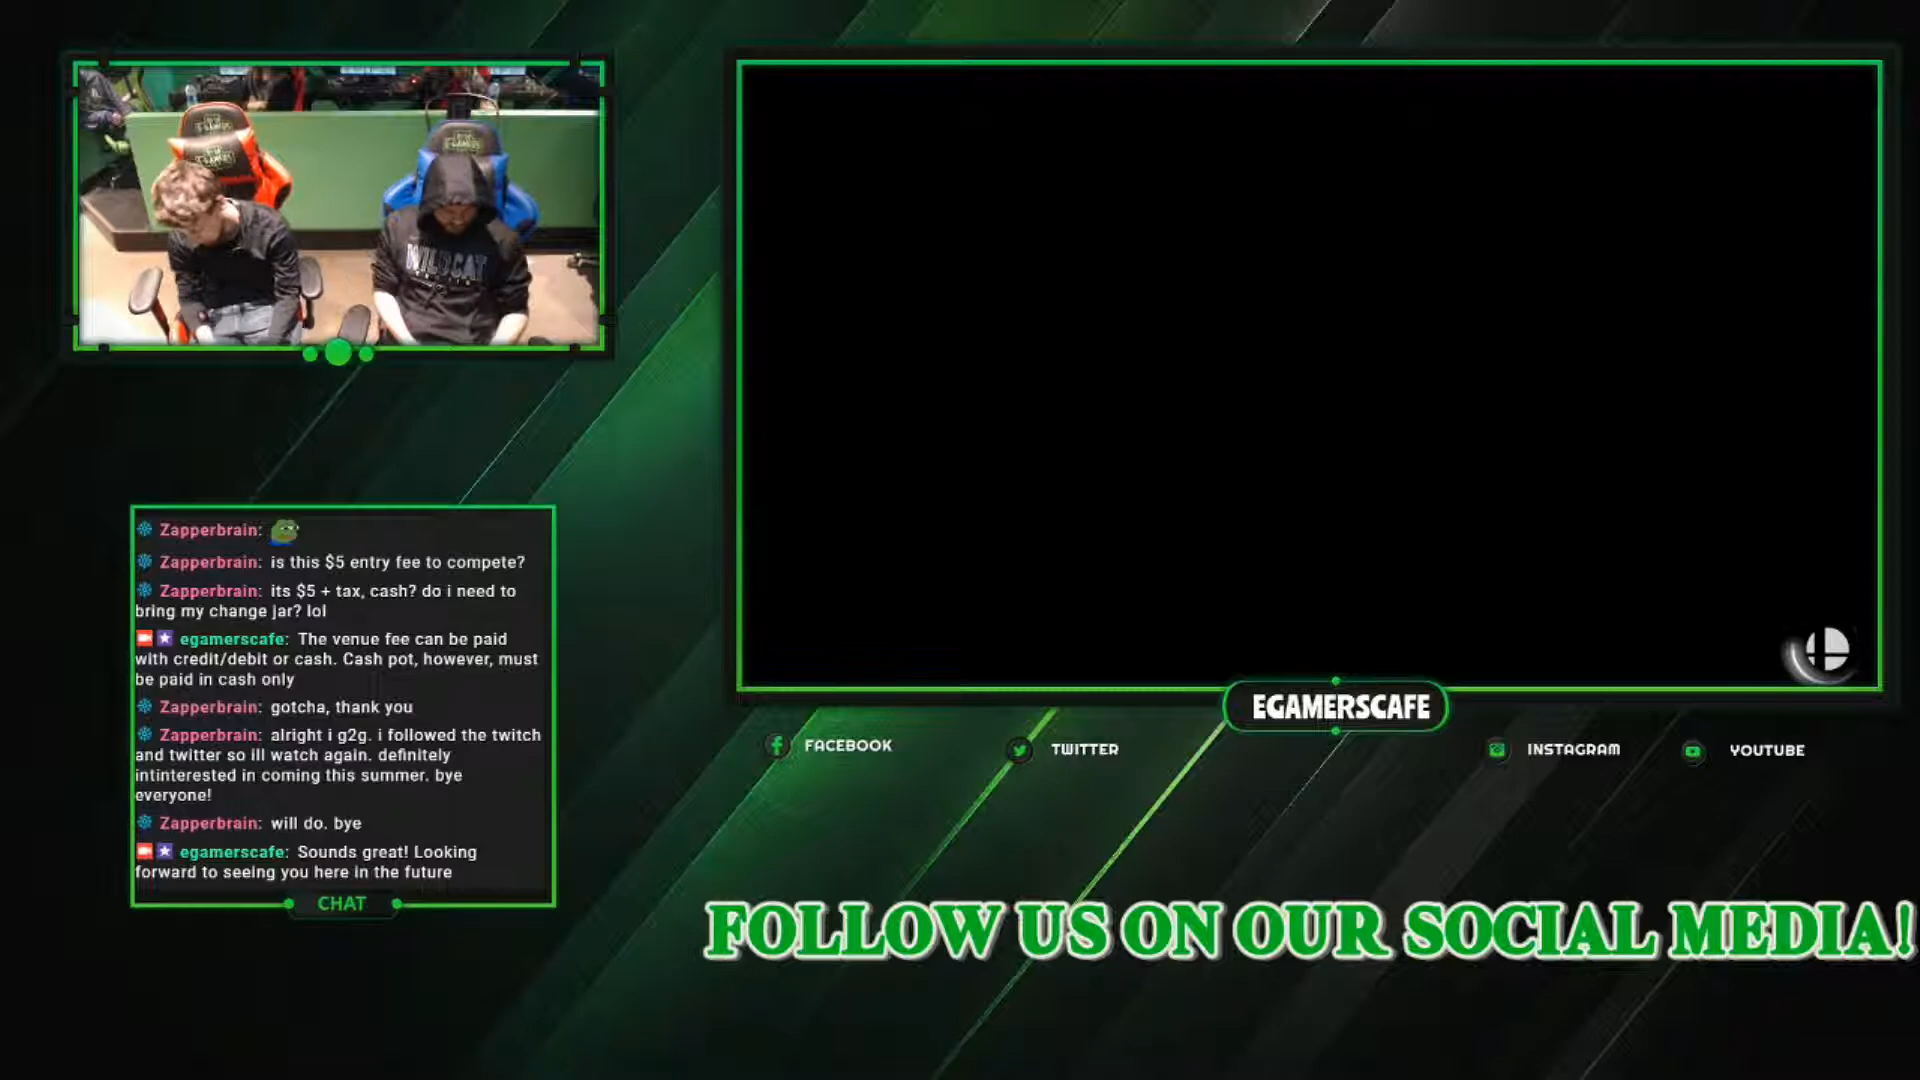 WILDCAT
Zapperbrain:
Zapperbrain: is this $5 entry fee to compete?
Zapperbrain: its $5 + tax, cash? do i need to
bring my change jar? lol
egamerscafe: The venue fee can be paid
with credit/debit or cash. Cash pot, however, must
be paid in cash only
Zapperbrain: gotcha, thank you
Zapperbrain: alright i g2g. i followed the twitch
and twitter so ill watch again. definitely
intinterested in coming this summer. bye
everyone!
Zapperbrain: will do. bye
egamerscafe: Sounds great! Looking
forward to seeing you here in the future
CHAT
EGAMERSCAFE
FACEBOOK
TWITTER
INSTAGRAM
YOUTUBE
FOLLOW US ON OUR SOCIAL MEDIA!